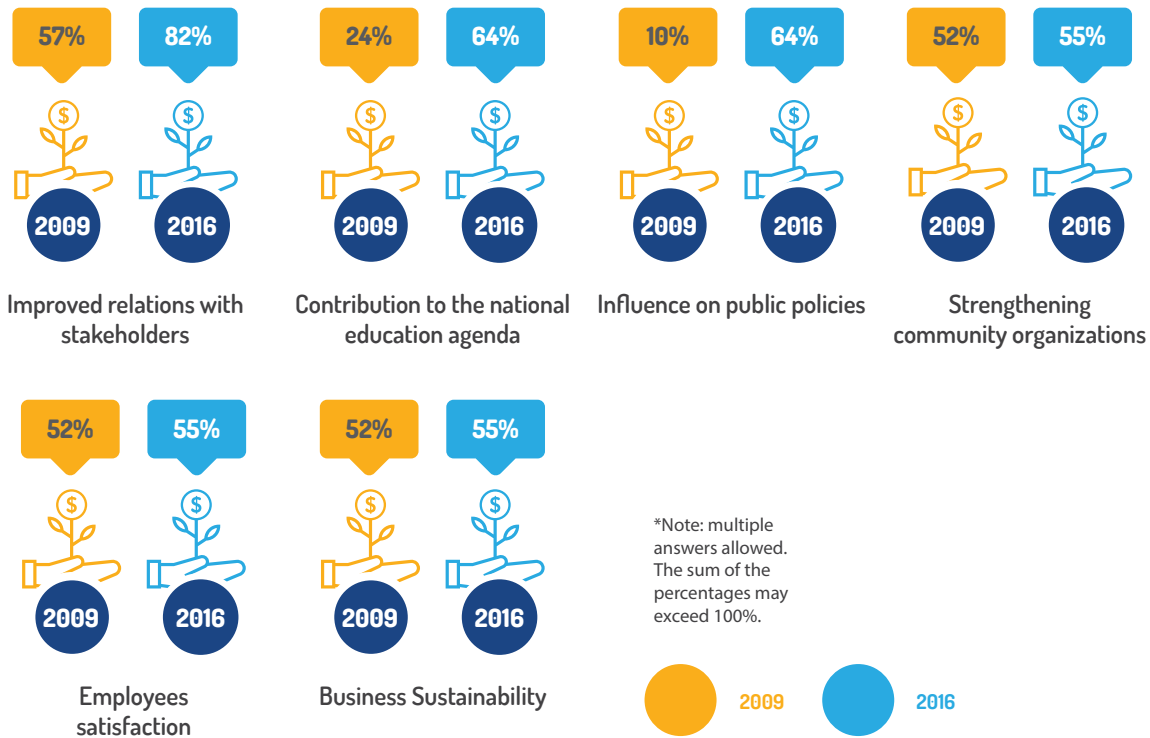 57%
82%
24%
64%
10%
64%
52%
55%
$
$
$
$
$
$
$
$
2009
2016
2009
2016
2009
2016
2009
2016
Improved relations with
stakeholders
Contribution to the national
education agenda
Influence on public policies
Strengthening
community organizations
52%
55%
52%
55%
$
$
$
$
2009
2016
2009
2016
Employees
satisfaction
Business Sustainability
*Note: multiple
answers allowed.
The sum of the
percentages may
exceed 100%.
2009
2016